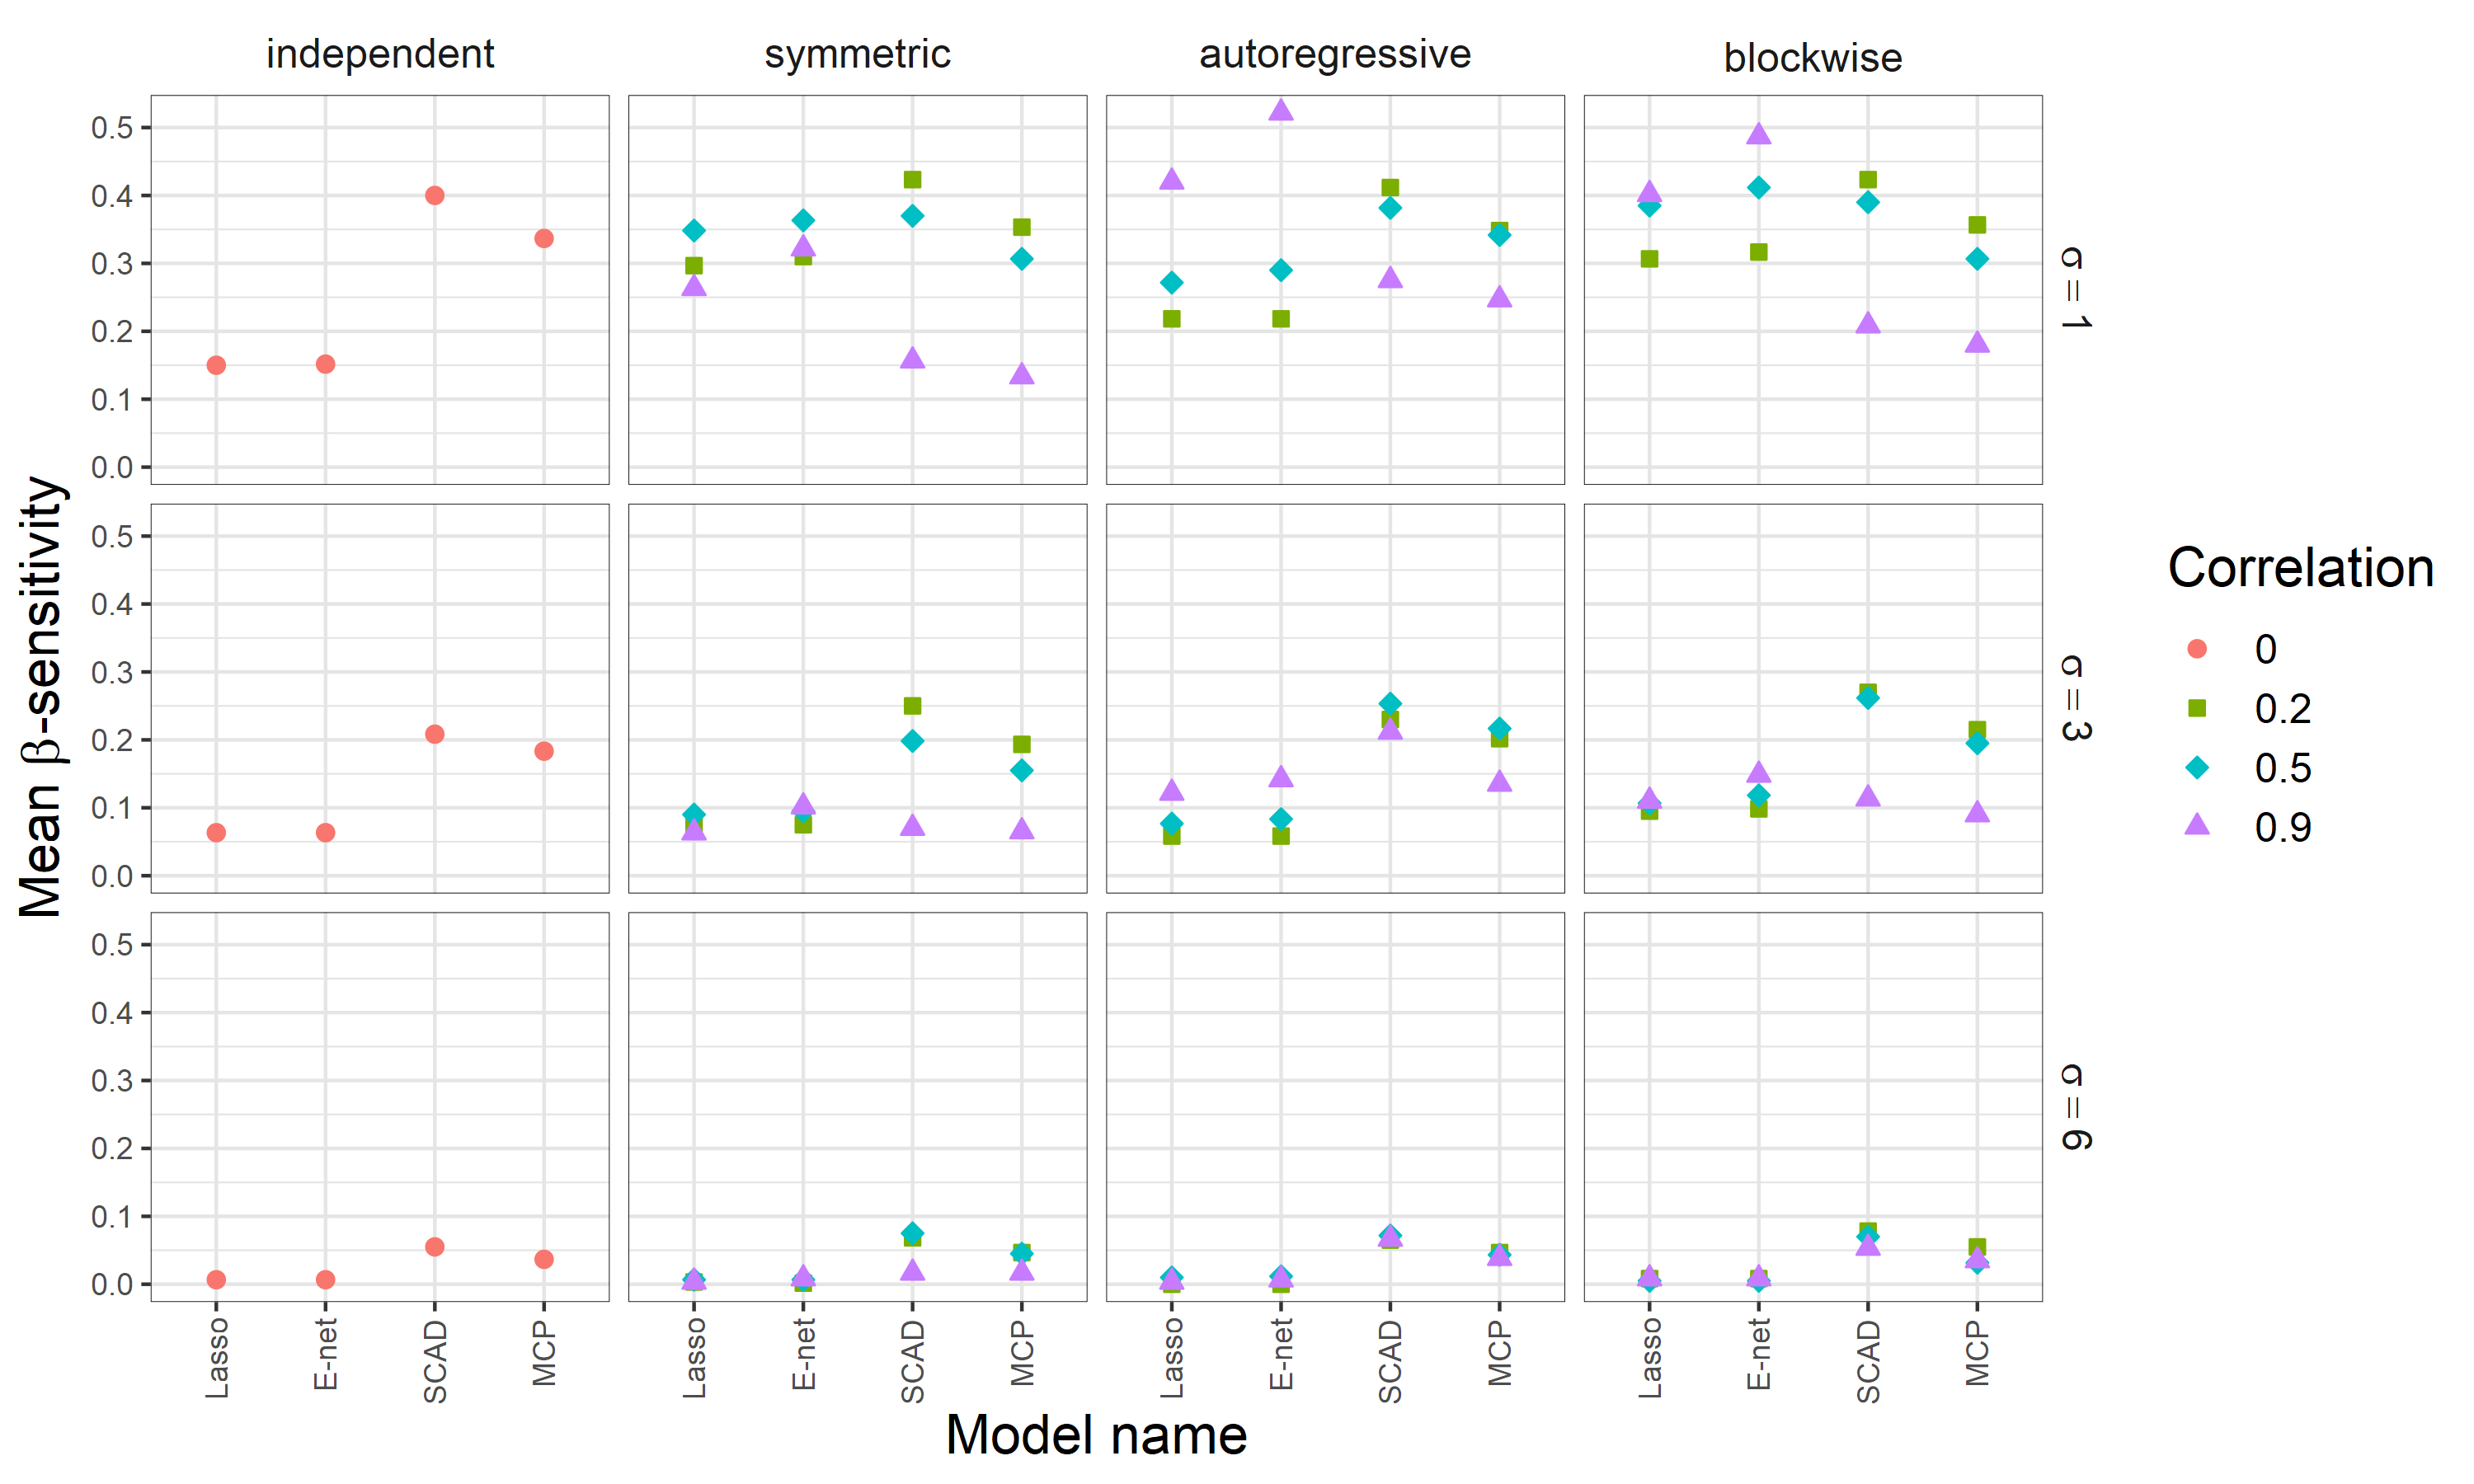 independent
symmetric
autoregressive
blockwise
0.5
0.4
0.3
0.2
0.1
0.0
σ = 1
0.5
0.4
0.3
0.2
0.1
0.0
σ = 3
0.5
0.4
0.3
0.2
0.1
0.0
σ = 6
Mean β-sensitivity
Lasso
E-net
SCAD
MCP
Lasso
E-net
SCAD
MCP
Lasso
E-net
SCAD
MCP
Lasso
E-net
SCAD
MCP
Model name
Correlation
0
0.2
0.5
0.9